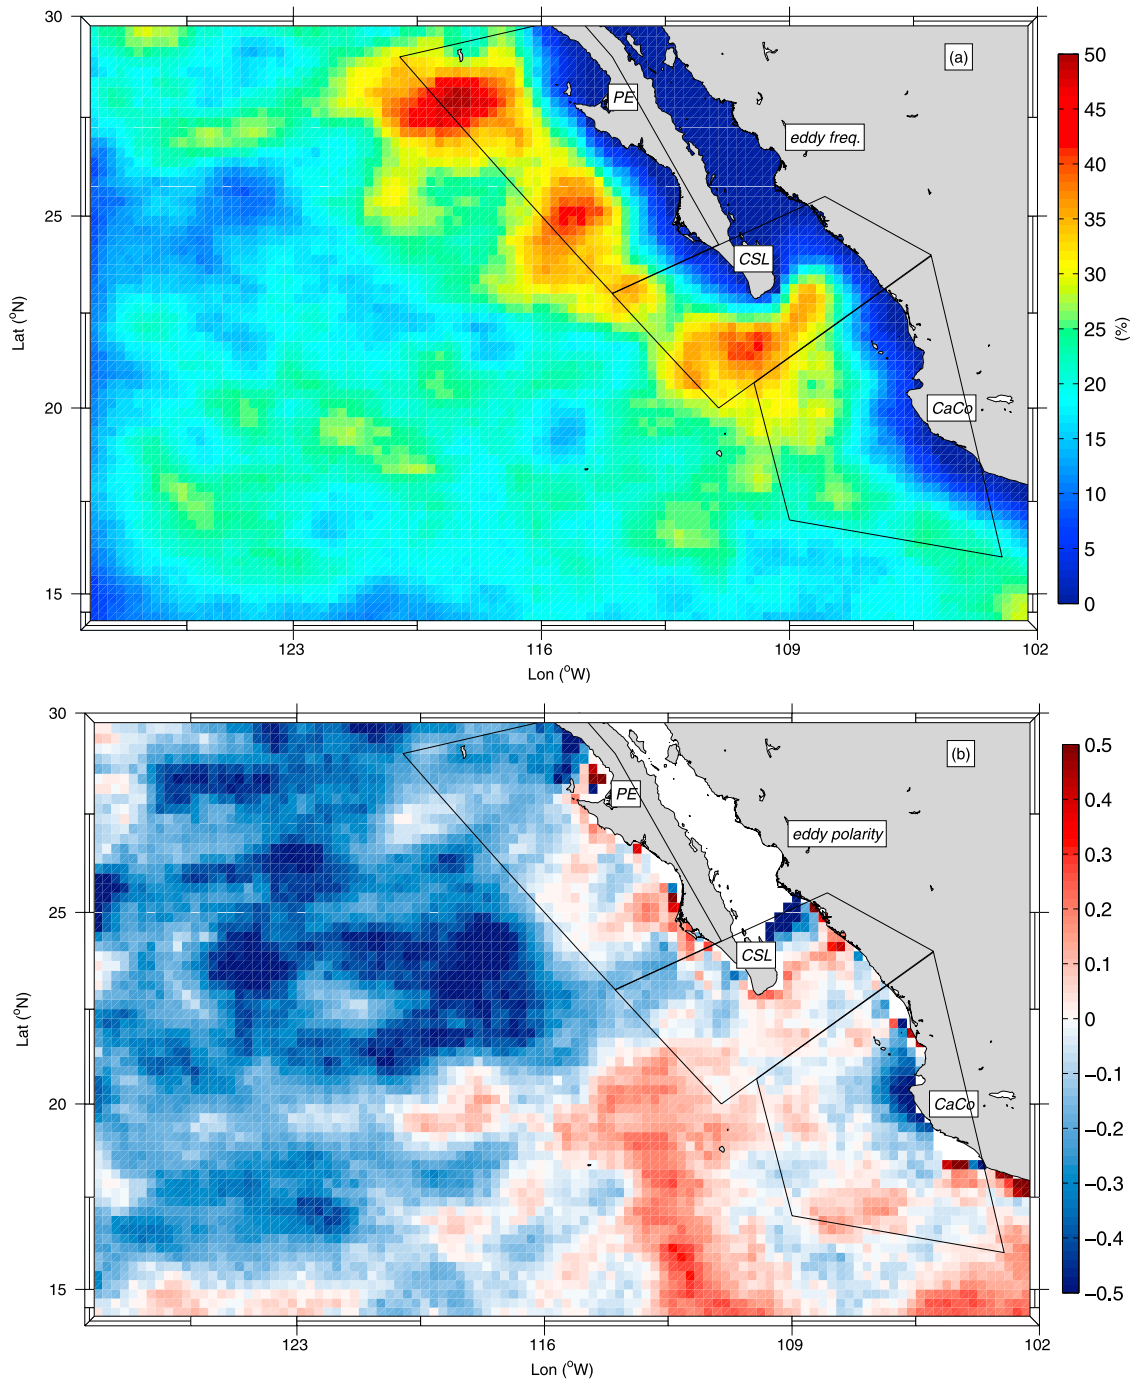 30
(a)
50
PE
45
eddy freq.
40
35
25
CSL
30
Lat (°N)
25
(%)
20
20
CaCo
15
10
5
15
0
123
116
109
102
Lon (°W)
30
(b)
0.5
0.4
PE
eddy polarity
0.3
0.2
25
CSL
0.1
Lat (°N)
0
−0.1
20
CaCo
−0.2
−0.3
−0.4
15
−0.5
123
116
109
102
Lon (°W)